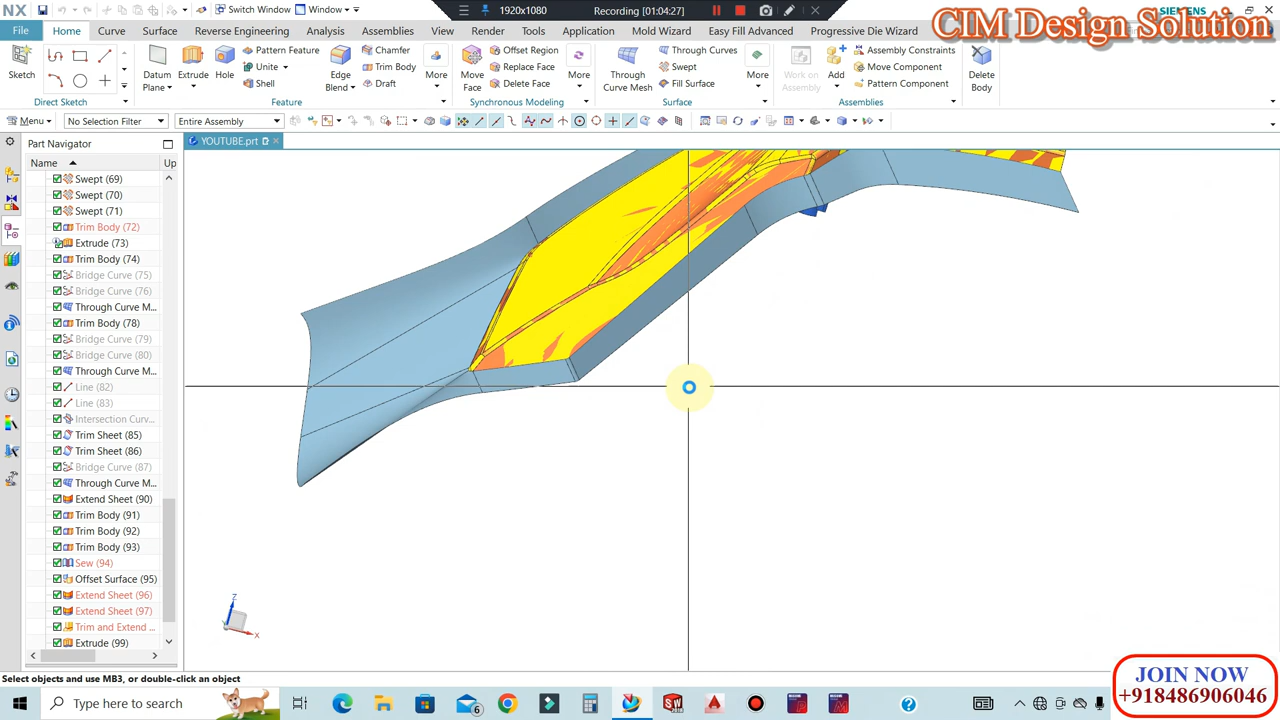 NX
Switch Window
Window
1920x1080
Recording [01:04:27]
SIEMENS
CIM Design Solution
File
Home
Curve
Surface
Reverse Engineering
Analysis
Assemblies
View
Render
Tools
Application
Mold Wizard
Easy Fill Advanced
Progressive Die Wizard
Sketch
Direct Sketch
Datum Plane
Extrude
Hole
Pattern Feature
Unite
Shell
Edge Blend
Chamfer
Trim Body
Draft
More
Feature
Move Face
Offset Region
Replace Face
Delete Face
More
Synchronous Modeling
Through Curve Mesh
Through Curves
Swept
Fill Surface
More
Surface
Work on Assembly
Add
Assembly Constraints
Move Component
Pattern Component
Assemblies
Delete Body
Menu
No Selection Filter
Entire Assembly
Part Navigator
YOUTUBE.prt
Name
Up
Swept (69)
Swept (70)
Swept (71)
Trim Body (72)
Extrude (73)
Trim Body (74)
Bridge Curve (75)
Bridge Curve (76)
Through Curve M...
Trim Body (78)
Bridge Curve (79)
Bridge Curve (80)
Through Curve M...
Line (82)
Line (83)
Intersection Curv...
Trim Sheet (85)
Trim Sheet (86)
Bridge Curve (87)
Through Curve M...
Extend Sheet (90)
Trim Body (91)
Trim Body (92)
Trim Body (93)
Sew (94)
Offset Surface (95)
Extend Sheet (96)
Extend Sheet (97)
Trim and Extend ...
Extrude (99)
Z
X
Select objects and use MB3, or double-click an object
JOIN NOW
+918486906046
Type here to search
6